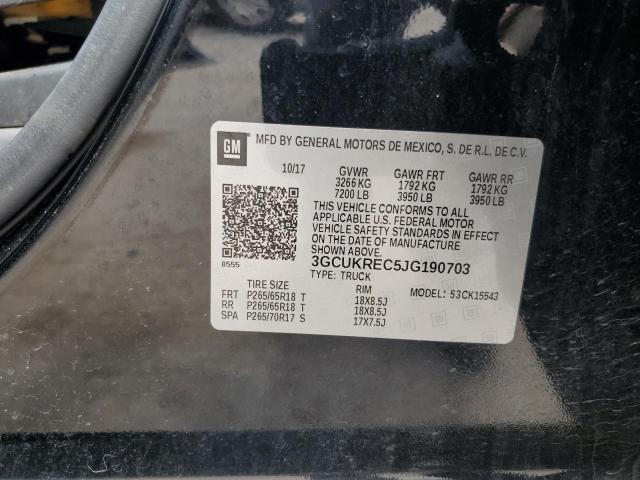 GM MFD BY GENERAL MOTORS DE MEXICO, S. DE R.L. DE C.V.
10/17 GVWR GAWR FRT GAWR RR
3266 KG 1792 KG 1792 KG
7200 LB 3950 LB 3950 LB
THIS VEHICLE CONFORMS TO ALL
APPLICABLE U.S. FEDERAL MOTOR
VEHICLE SAFETY STANDARDS IN EFFECT
ON THE DATE OF MANUFACTURE
SHOWN ABOVE.
8555
3GCUKREC5JG190703
TYPE: TRUCK MODEL: 53CK15543
TIRE SIZE RIM
FRT P265/65R18 T 18X8.5J
RR P265/65R18 T 18X8.5J
SPA P265/70R17 S 17X7.5J